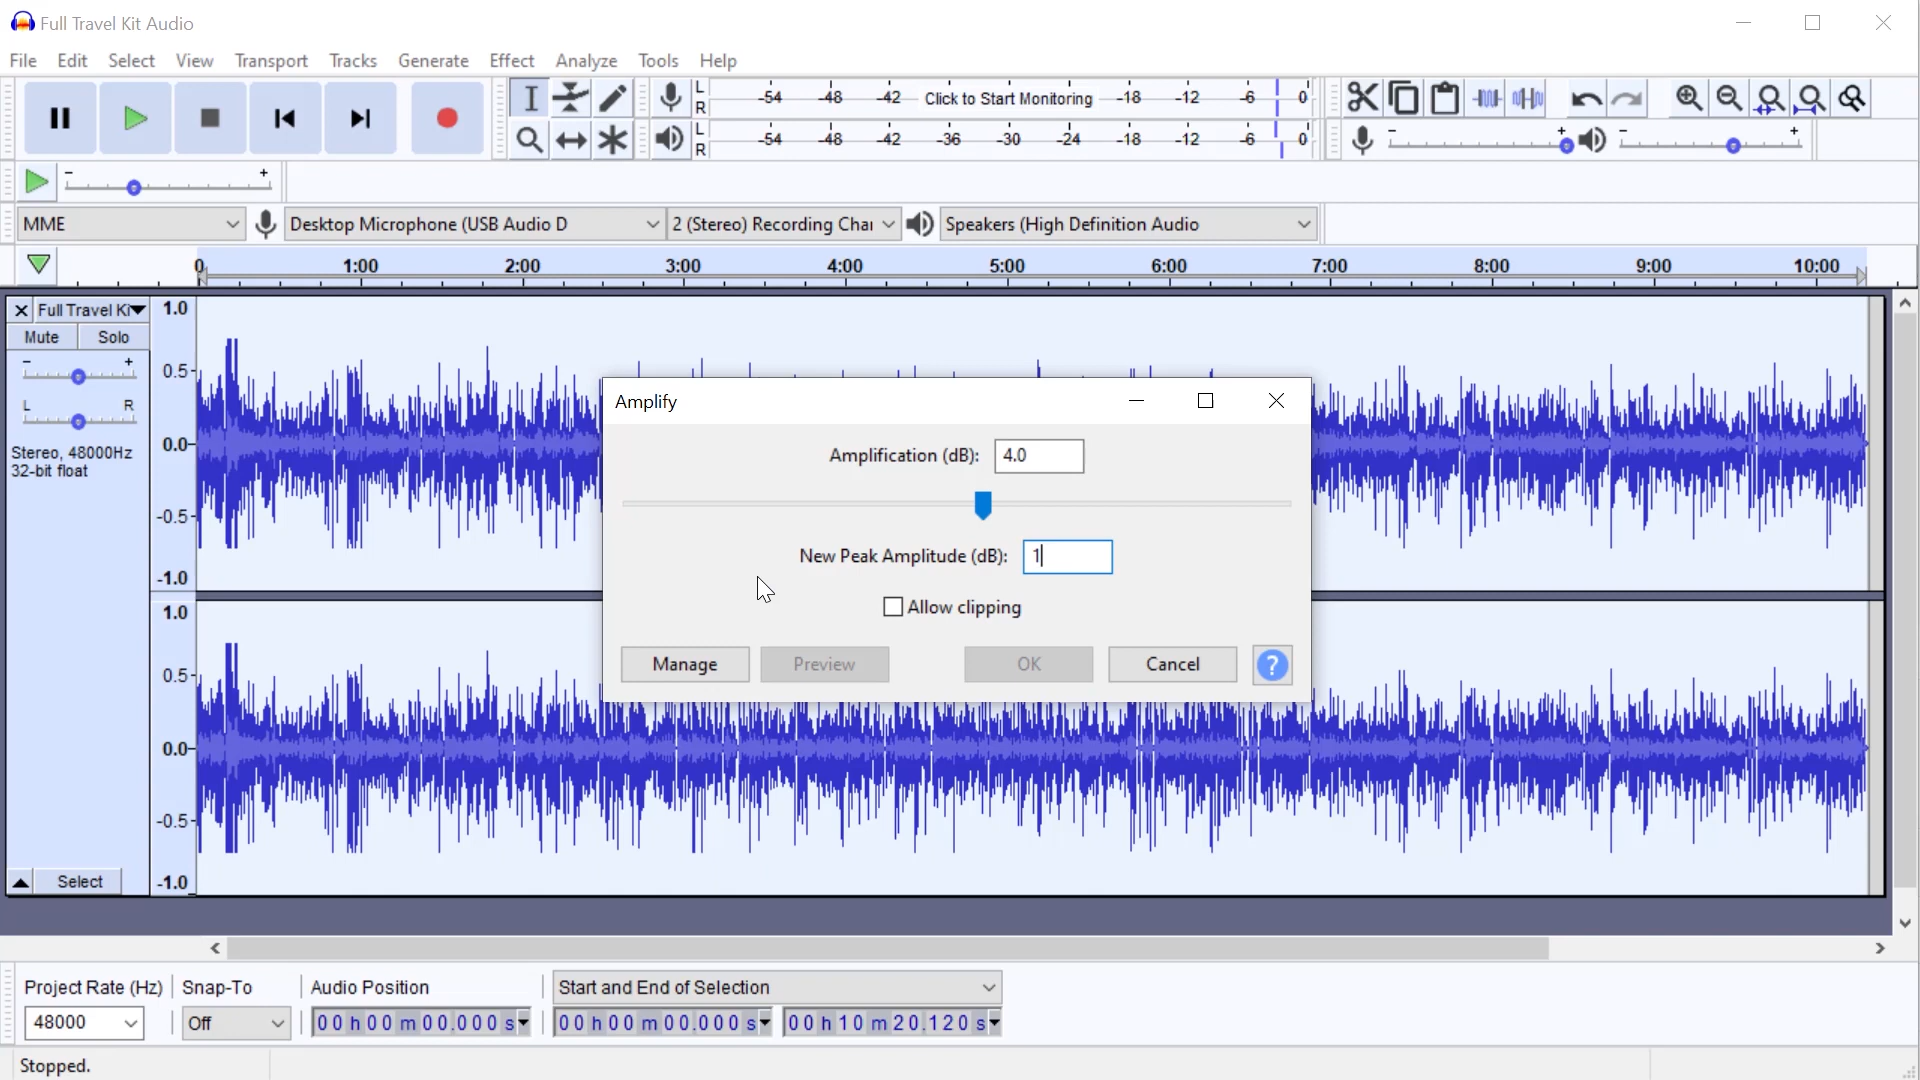 Full Travel Kit Audio
File Edit Select View Transport Tracks Generate Effect Analyze Tools Help
L
R
-54 -48 -42 Click to Start Monitoring -18 -12 -6 0
L
R
-54 -48 -42 -36 -30 -24 -18 -12 -6 0
- +
- +
- +
MME
Desktop Microphone (USB Audio D
2 (Stereo) Recording Chai
Speakers (High Definition Audio
0 1:00 2:00 3:00 4:00 5:00 6:00 7:00 8:00 9:00 10:00
Full Travel Ki
Mute Solo
- +
L R
Stereo, 48000Hz
32-bit float
Select
1.0
0.5
0.0
-0.5
-1.0
1.0
0.5
0.0
-0.5
-1.0
Amplify
Amplification (dB): 4.0
New Peak Amplitude (dB): 1
Allow clipping
Manage Preview OK Cancel ?
Project Rate (Hz) Snap-To Audio Position Start and End of Selection
48000 Off 00 h 00 m 00.000 s 00 h 00 m 00.000 s 00 h 10 m 20.120 s
Stopped.